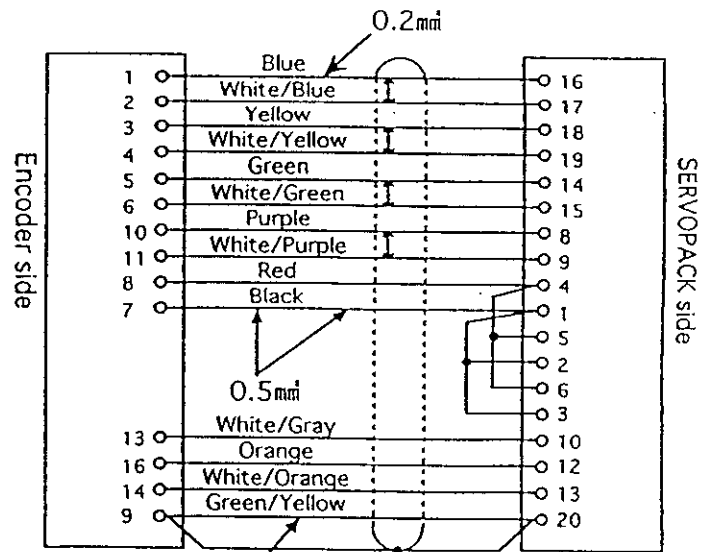 0.2㎟
Encoder side
SERVOPACK side
1 Blue 16
2 White/Blue 17
3 Yellow 18
4 White/Yellow 19
5 Green 14
6 White/Green 15
10 Purple 8
11 White/Purple 9
8 Red 4
7 Black 1
5
2
6
3
0.5㎟
13 White/Gray 10
16 Orange 12
14 White/Orange 13
9 Green/Yellow 20